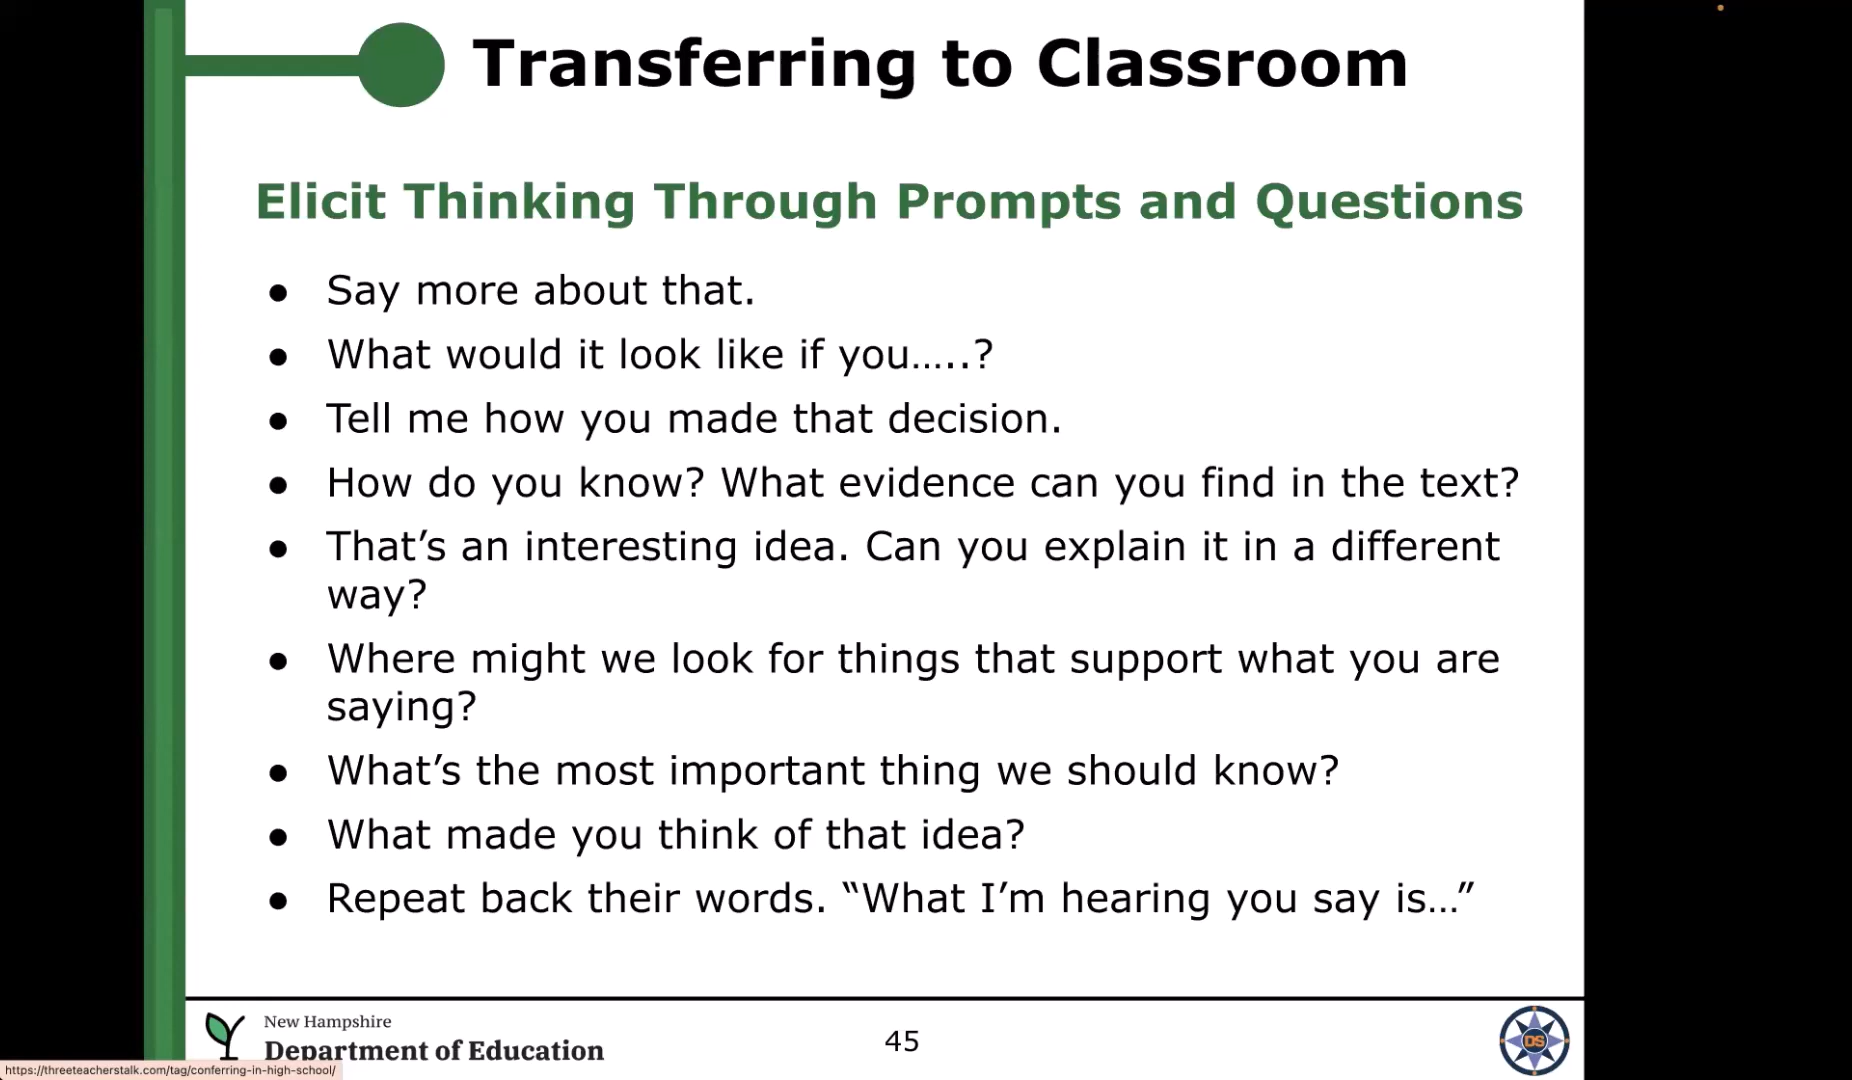 Transferring to Classroom
Elicit Thinking Through Prompts and Questions
● Say more about that.
● What would it look like if you…..?
● Tell me how you made that decision.
● How do you know? What evidence can you find in the text?
● That’s an interesting idea. Can you explain it in a different
way?
● Where might we look for things that support what you are
saying?
● What’s the most important thing we should know?
● What made you think of that idea?
● Repeat back their words. “What I’m hearing you say is…”
New Hampshire
Department of Education
45
DS
https://threeteacherstalk.com/tag/conferring-in-high-school/